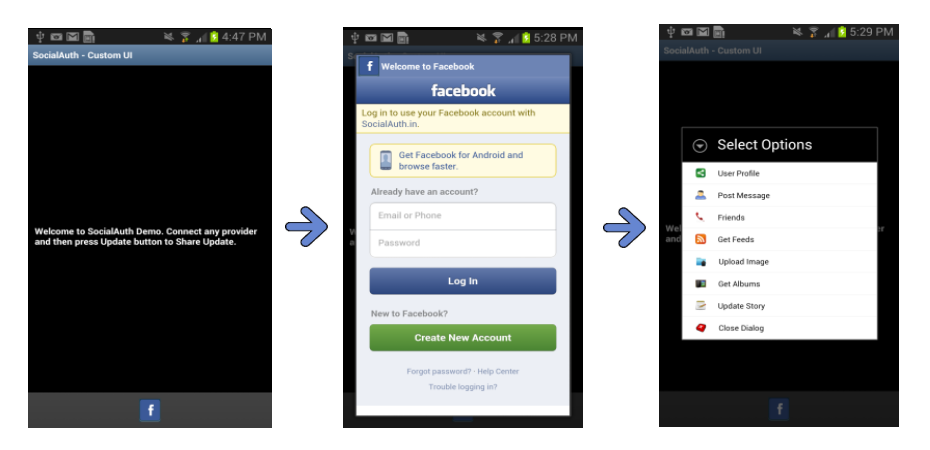 4:47 PM
SocialAuth - Custom UI
Welcome to SocialAuth Demo. Connect any provider
and then press Update button to Share Update.
f
5:28 PM
f Welcome to Facebook
facebook
Log in to use your Facebook account with
SocialAuth.in.
Get Facebook for Android and
browse faster.
Already have an account?
Email or Phone
Password
Log In
New to Facebook?
Create New Account
Forgot password? · Help Center
Trouble logging in?
5:29 PM
SocialAuth - Custom UI
Select Options
User Profile
Post Message
Friends
Get Feeds
Upload Image
Get Albums
Update Story
Close Dialog
Wel
er
and
f